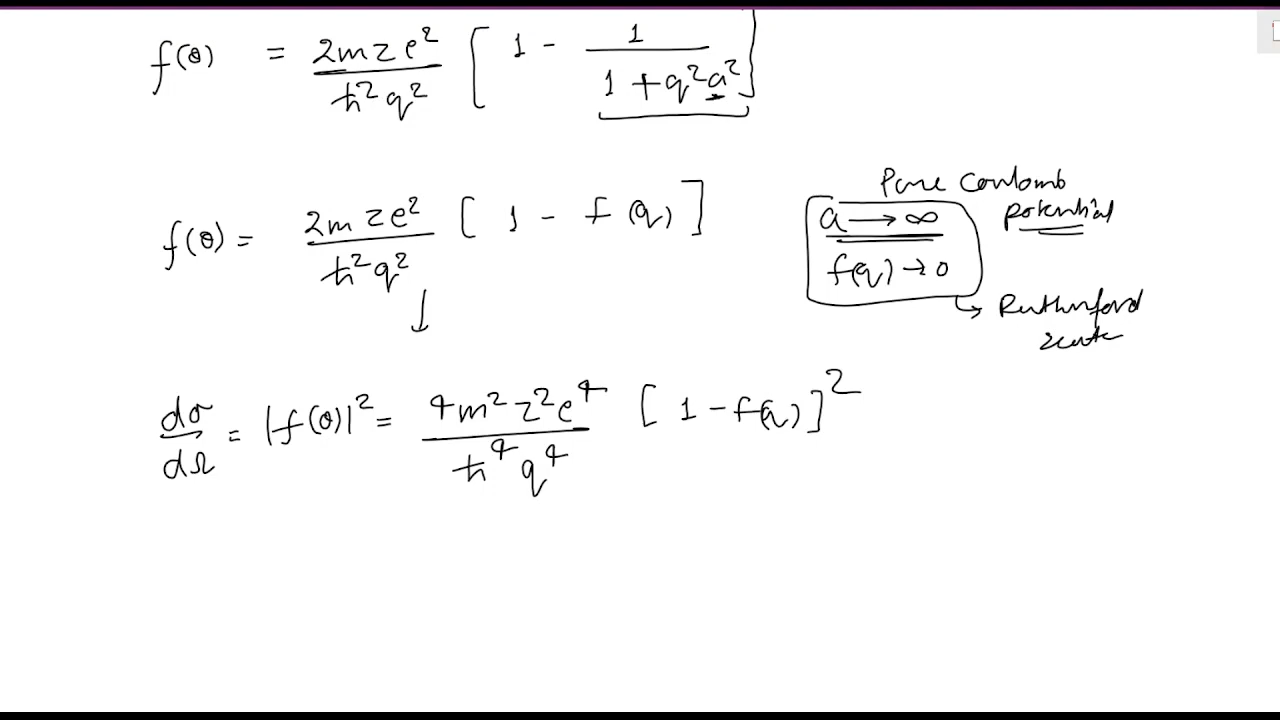 f(θ) = 2mze²/ħ²q² [1 - 1/(1 + q²a²)]
Pure Coulomb
potential
f(θ) = 2mze²/ħ²q² [1 - F(q)]
a → ∞
f(q) → 0
↓
↳ Rutherford
dσ/dΩ = |f(θ)|² = 4m²z²e⁴/ħ⁴q⁴ [1 - F(q)]²